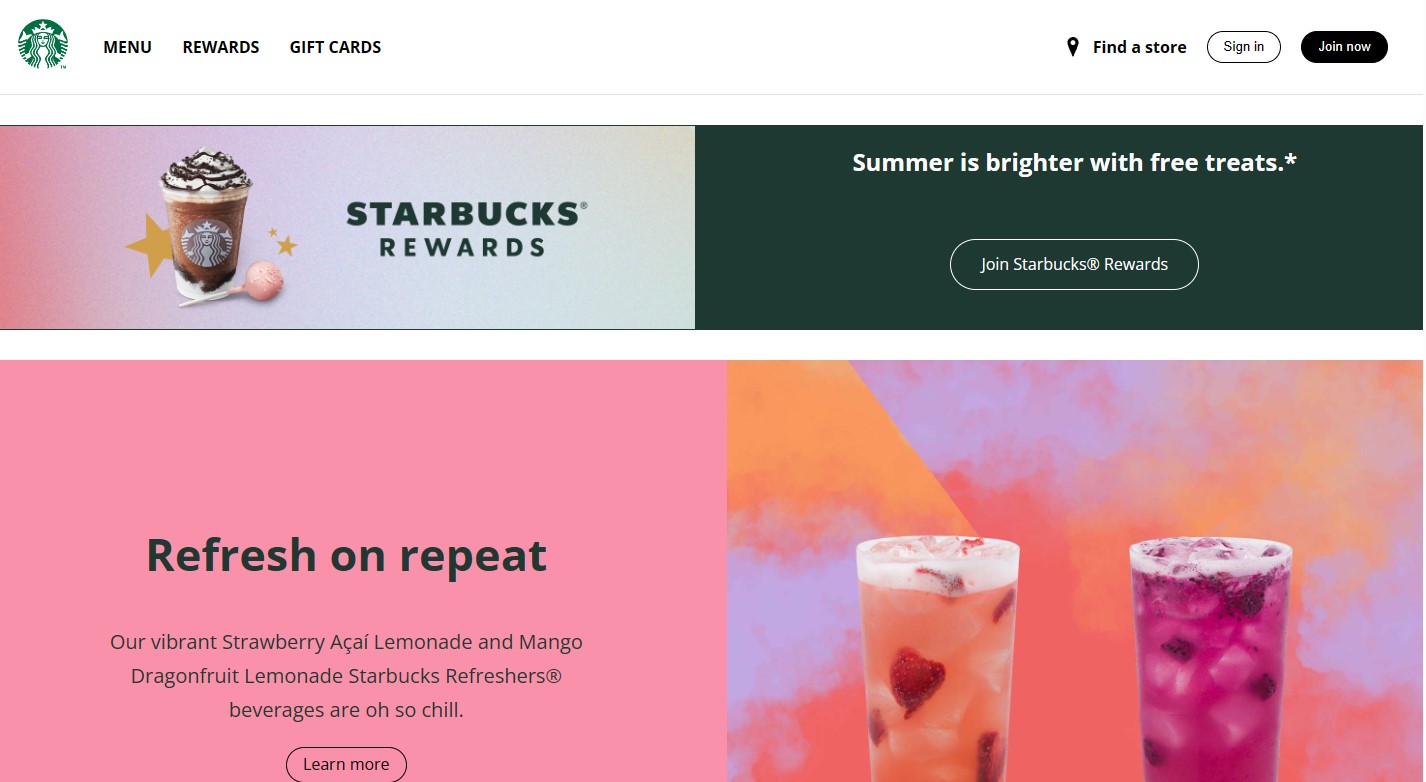 MENU REWARDS GIFT CARDS Find a store Sign in Join now
STARBUCKS®
REWARDS
Summer is brighter with free treats.*
Join Starbucks® Rewards
Refresh on repeat
Our vibrant Strawberry Açaí Lemonade and Mango
Dragonfruit Lemonade Starbucks Refreshers®
beverages are oh so chill.
Learn more